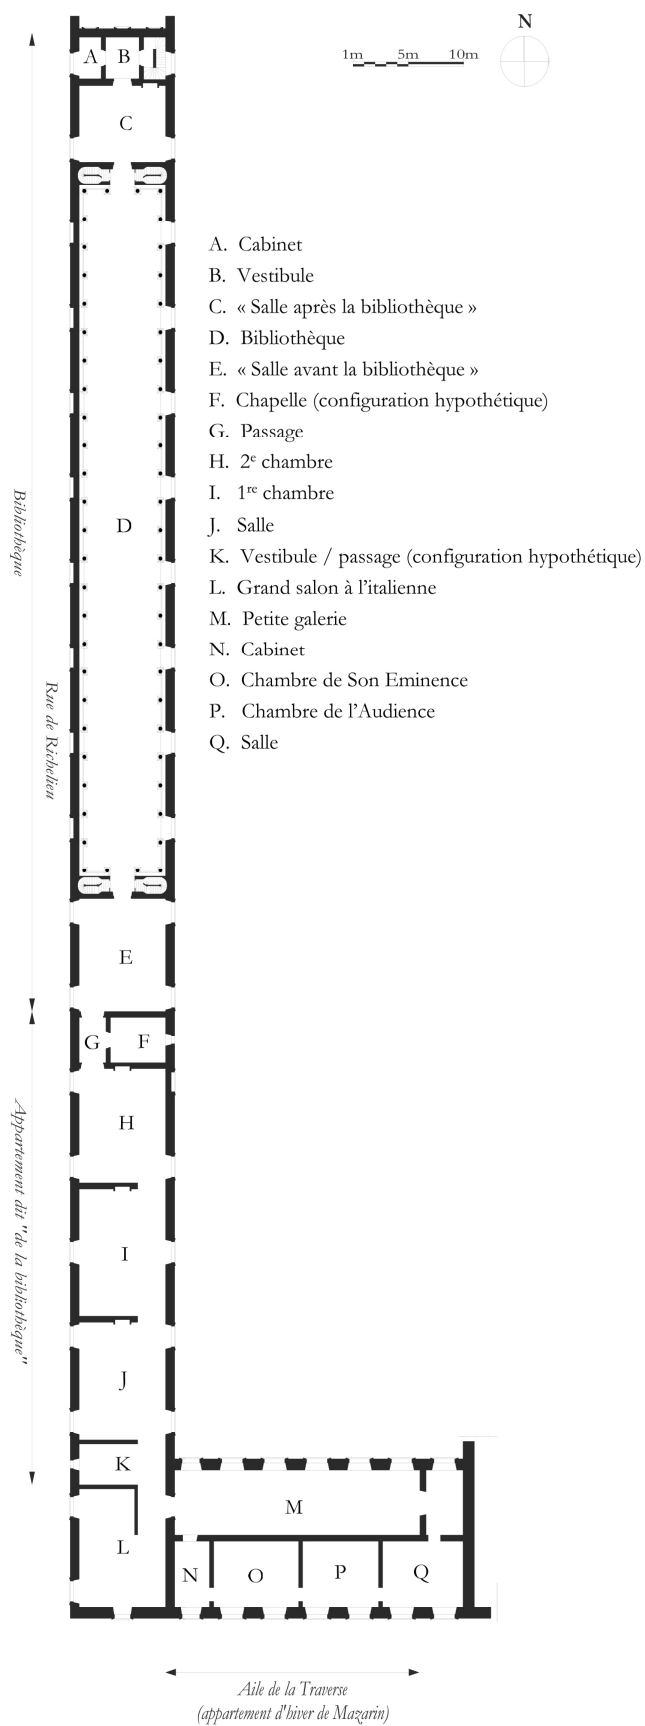 N
1m 5m 10m
A B
C
A. Cabinet
B. Vestibule
C. « Salle après la bibliothèque »
D. Bibliothèque
E. « Salle avant la bibliothèque »
F. Chapelle (configuration hypothétique)
G. Passage
H. 2e chambre
I. 1re chambre
J. Salle
K. Vestibule / passage (configuration hypothétique)
L. Grand salon à l'italienne
M. Petite galerie
N. Cabinet
O. Chambre de Son Eminence
P. Chambre de l'Audience
Q. Salle
D
Bibliothèque
Rue de Richelieu
E
G F
H
Appartement dit "de la bibliothèque"
I
J
K
M
L
N O P Q
Aile de la Traverse
(appartement d'hiver de Mazarin)